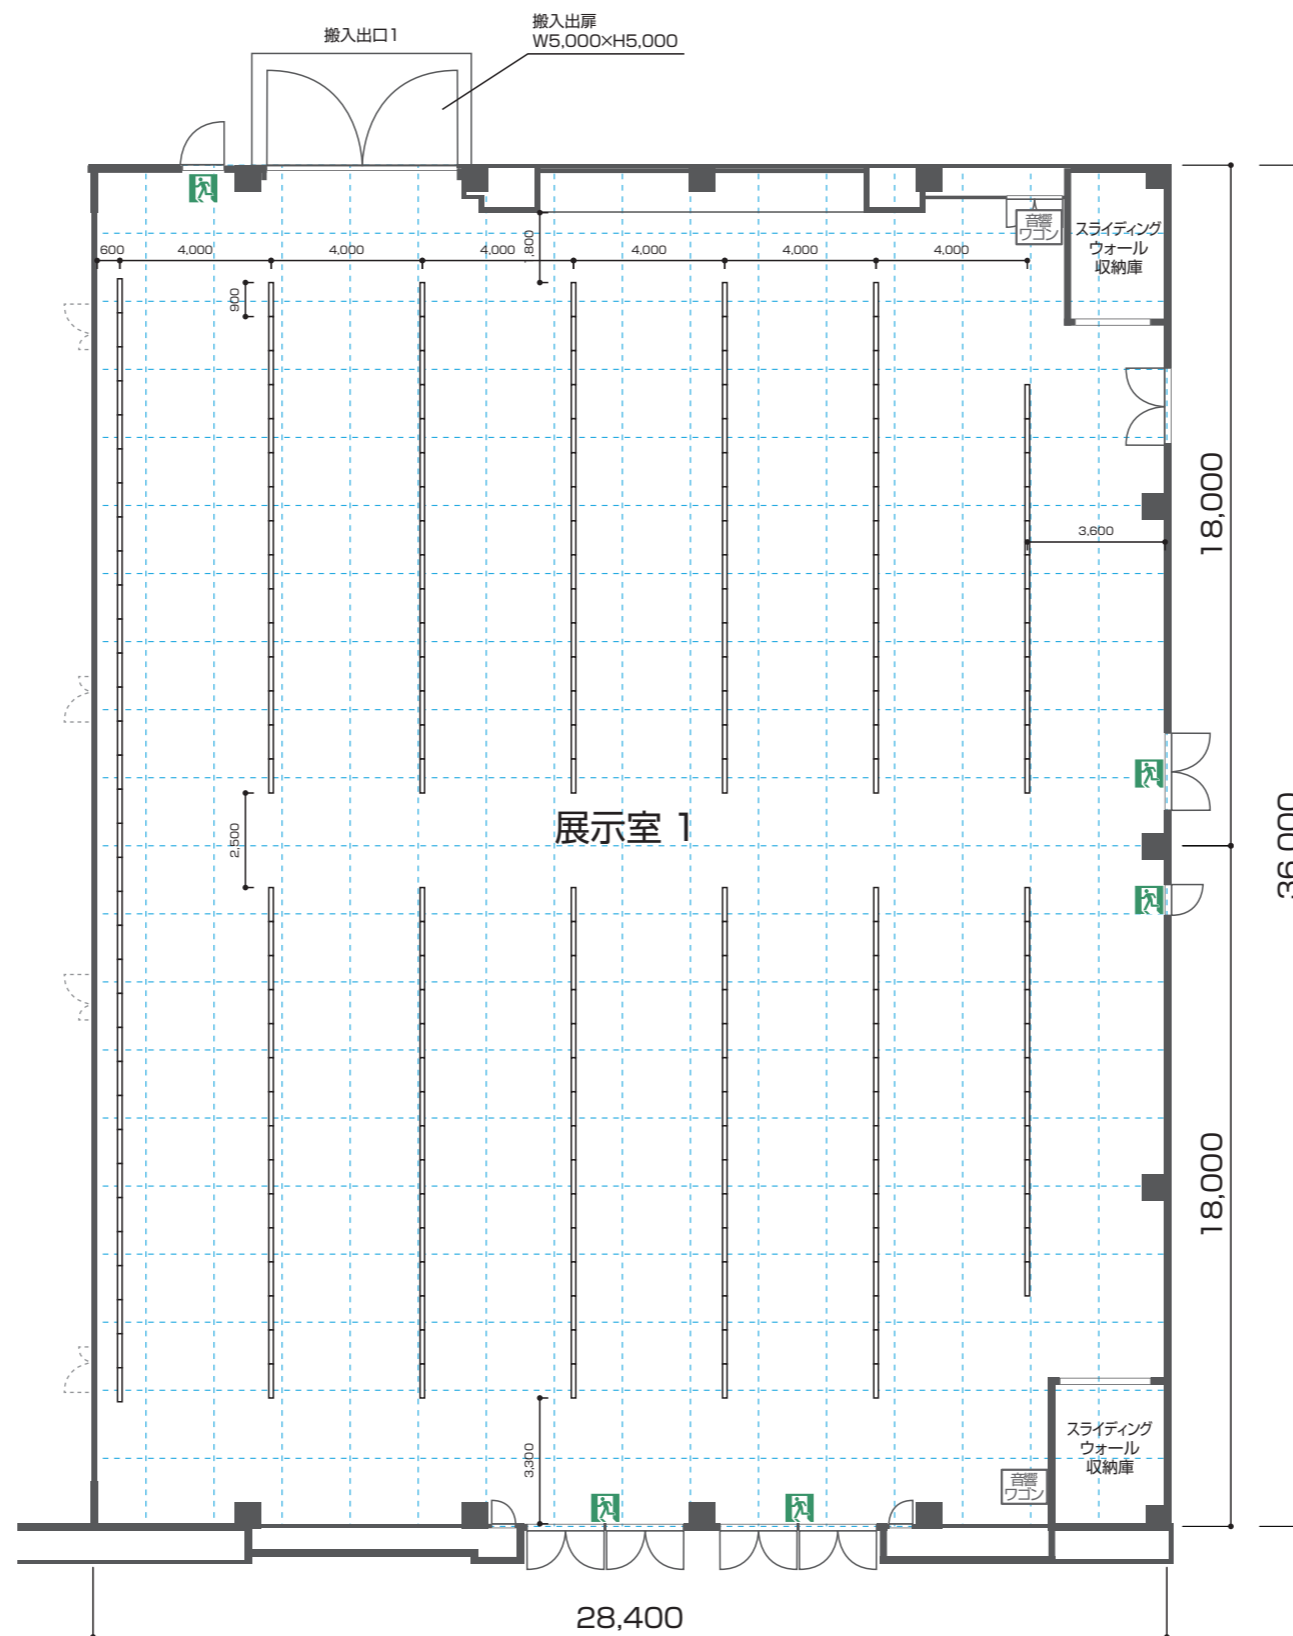 搬入出口1
搬入出扉
W5,000×H5,000
音響
ワゴン
スライディング
ウォール
収納庫
600
4,000
4,000
4,000
4,000
4,000
4,000
,800
900
18,000
3,600
36,000
展示室 1
2,500
18,000
3,300
スライディング
ウォール
収納庫
音響
ワゴン
28,400